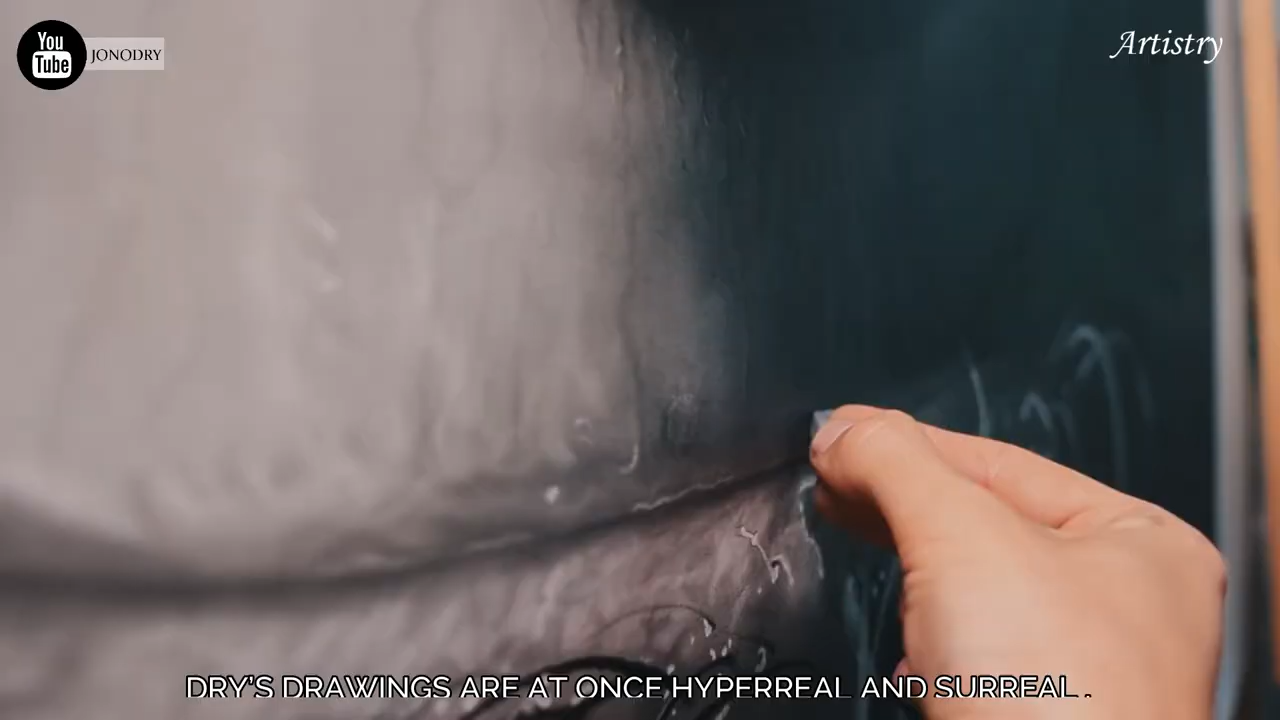 You
Tube
JONODRY
Artistry
DRY'S DRAWINGS ARE AT ONCE HYPERREAL AND SURREAL .